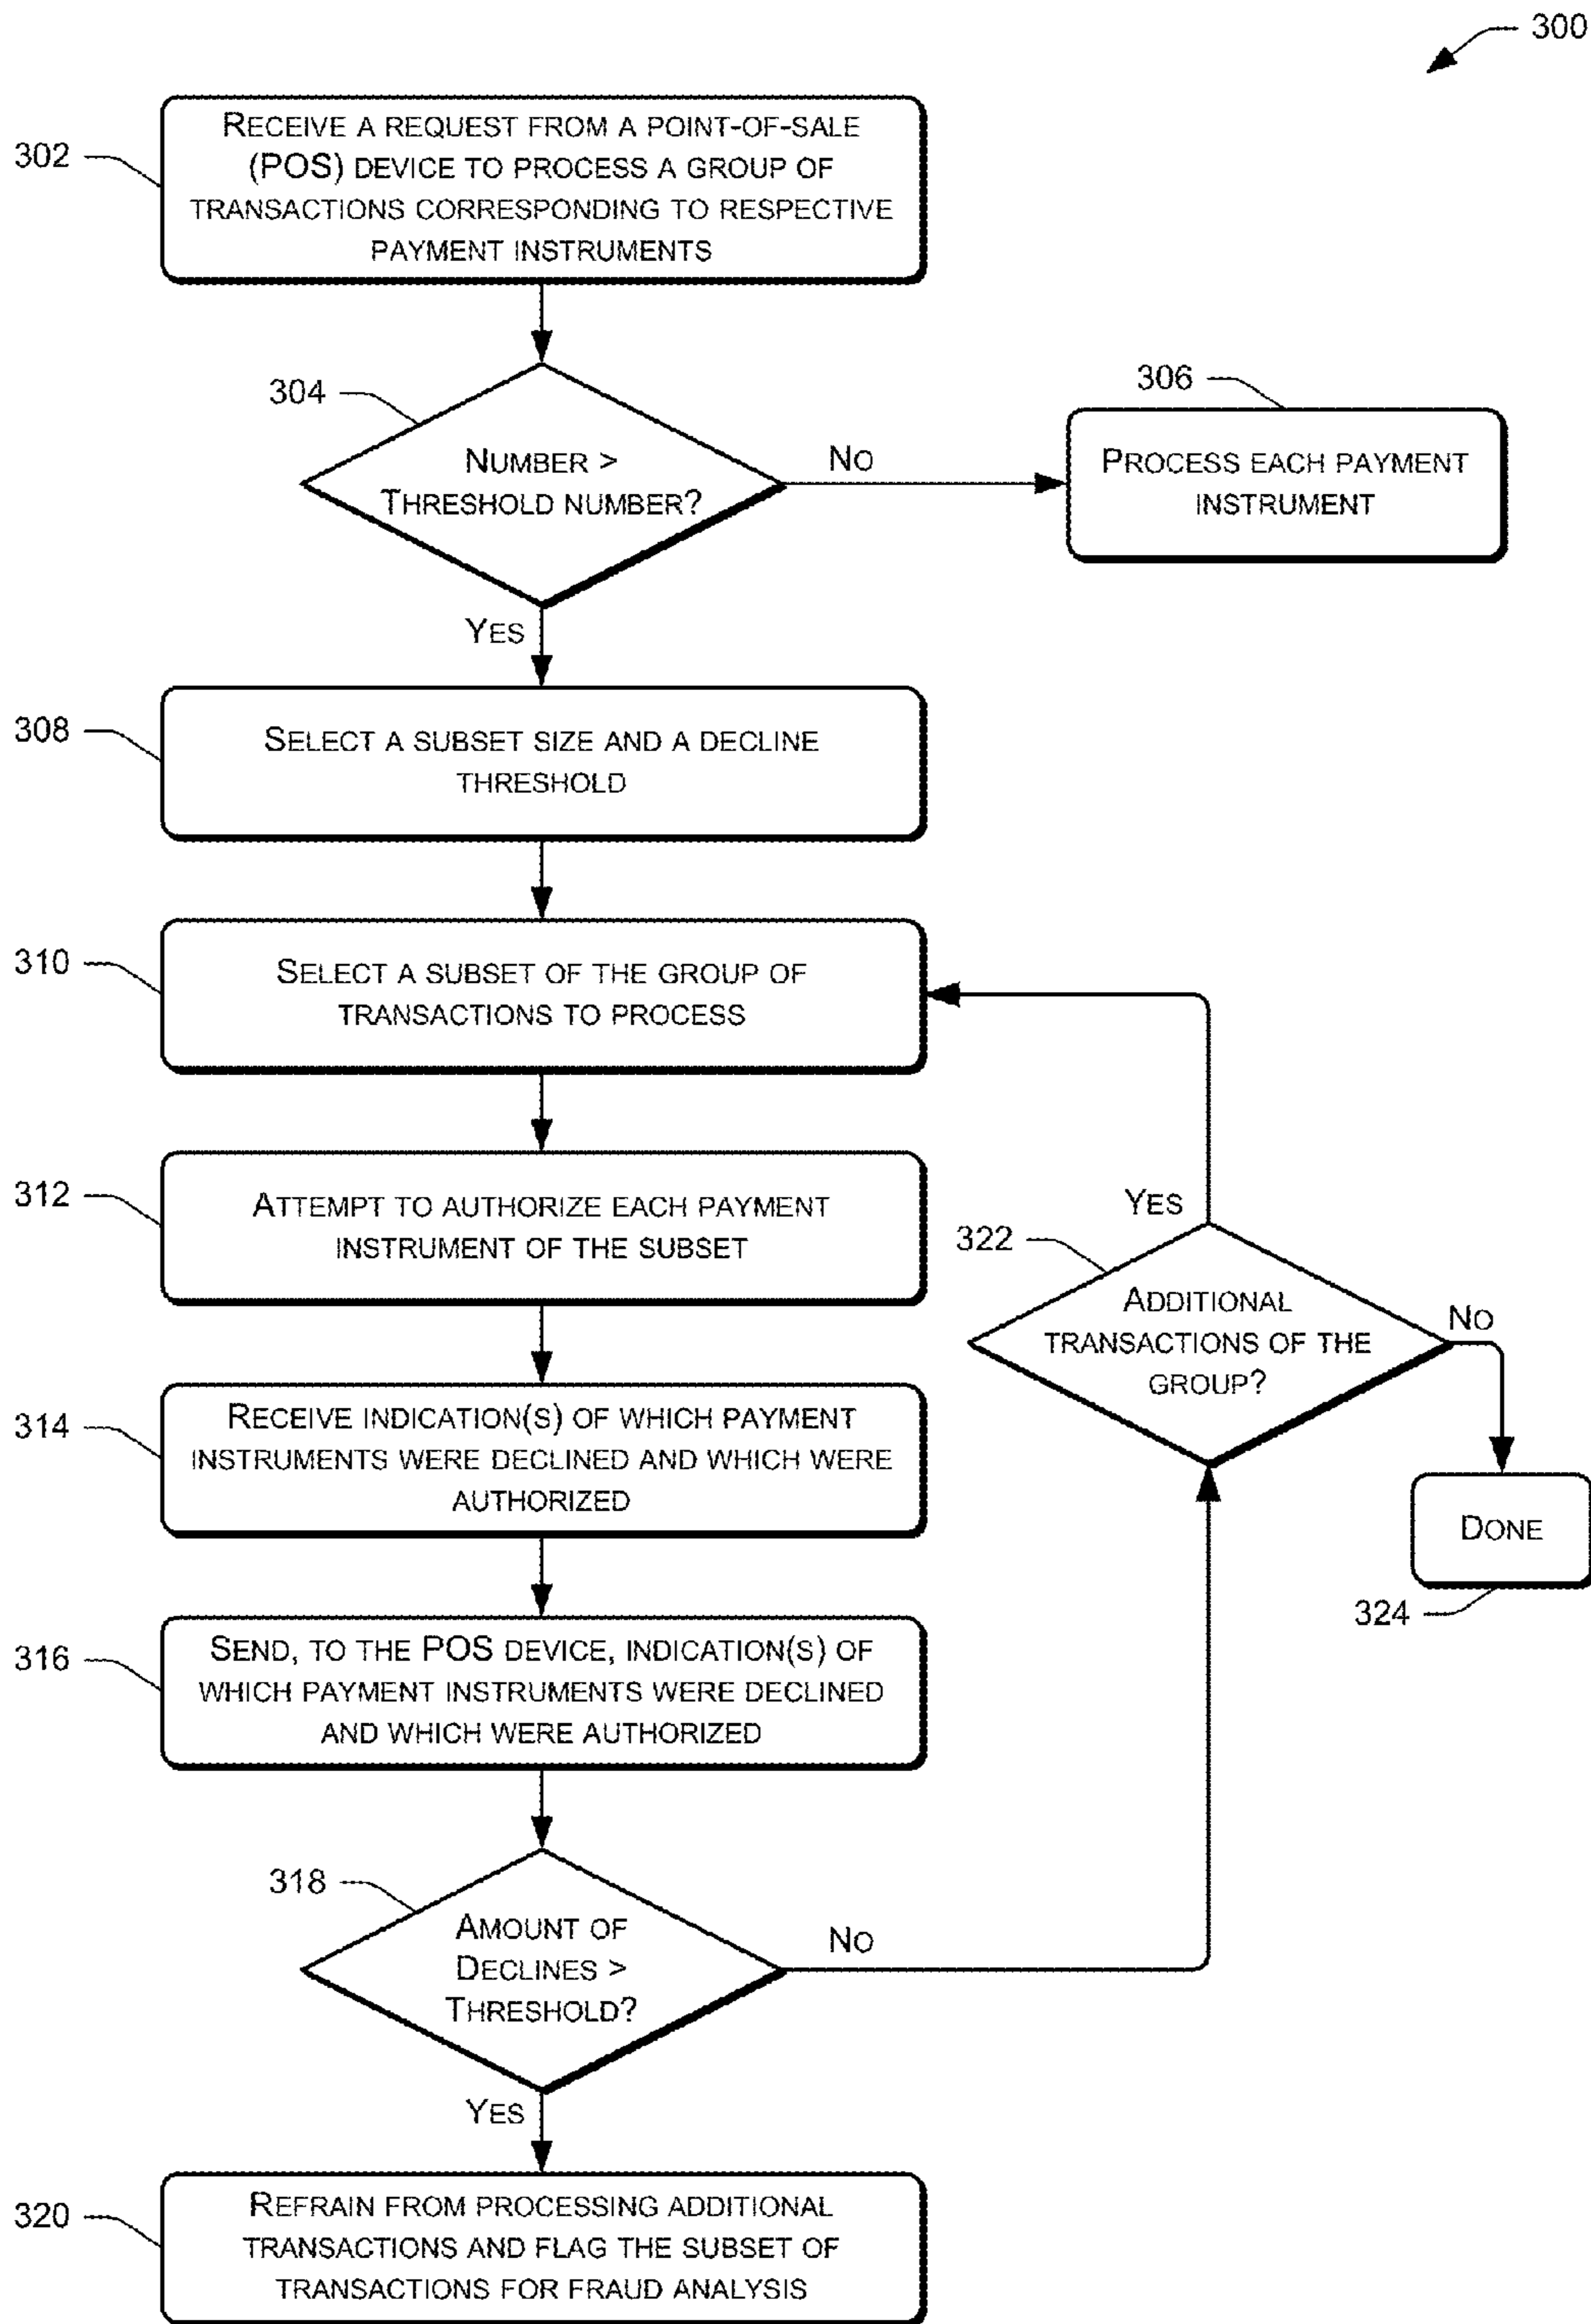 300
302
RECEIVE A REQUEST FROM A POINT-OF-SALE
(POS) DEVICE TO PROCESS A GROUP OF
TRANSACTIONS CORRESPONDING TO RESPECTIVE
PAYMENT INSTRUMENTS
304
NUMBER >
THRESHOLD NUMBER?
NO
306
PROCESS EACH PAYMENT
INSTRUMENT
YES
308
SELECT A SUBSET SIZE AND A DECLINE
THRESHOLD
310
SELECT A SUBSET OF THE GROUP OF
TRANSACTIONS TO PROCESS
312
ATTEMPT TO AUTHORIZE EACH PAYMENT
INSTRUMENT OF THE SUBSET
314
RECEIVE INDICATION(S) OF WHICH PAYMENT
INSTRUMENTS WERE DECLINED AND WHICH WERE
AUTHORIZED
316
SEND, TO THE POS DEVICE, INDICATION(S) OF
WHICH PAYMENT INSTRUMENTS WERE DECLINED
AND WHICH WERE AUTHORIZED
318
AMOUNT OF
DECLINES >
THRESHOLD?
NO
YES
320
REFRAIN FROM PROCESSING ADDITIONAL
TRANSACTIONS AND FLAG THE SUBSET OF
TRANSACTIONS FOR FRAUD ANALYSIS
322
ADDITIONAL
TRANSACTIONS OF THE
GROUP?
YES
NO
DONE
324